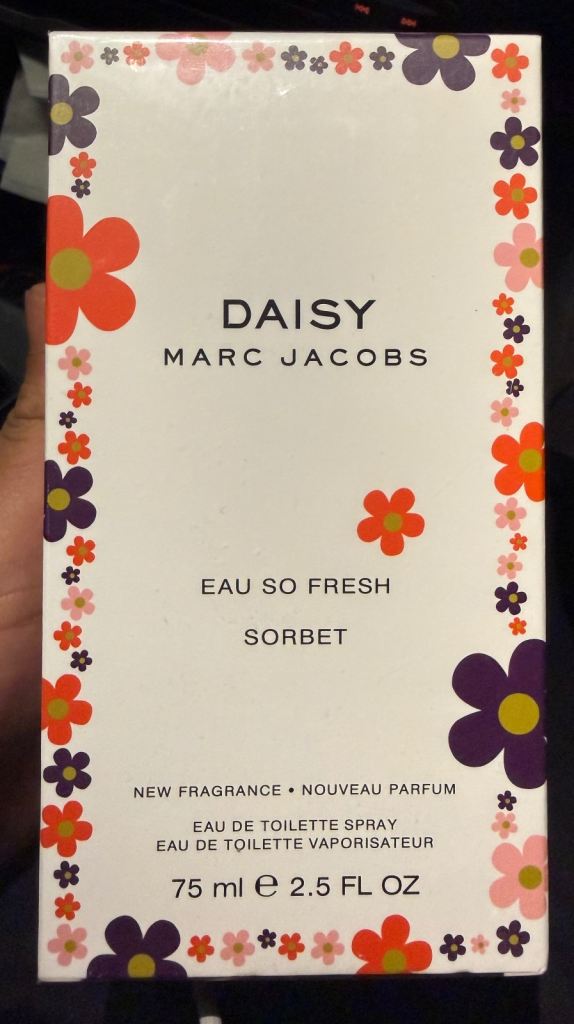 DAISY
MARC JACOBS
EAU SO FRESH
SORBET
NEW FRAGRANCE • NOUVEAU PARFUM
EAU DE TOILETTE SPRAY
EAU DE TOILETTE VAPORISATEUR
75 ml ℮ 2.5 FL OZ